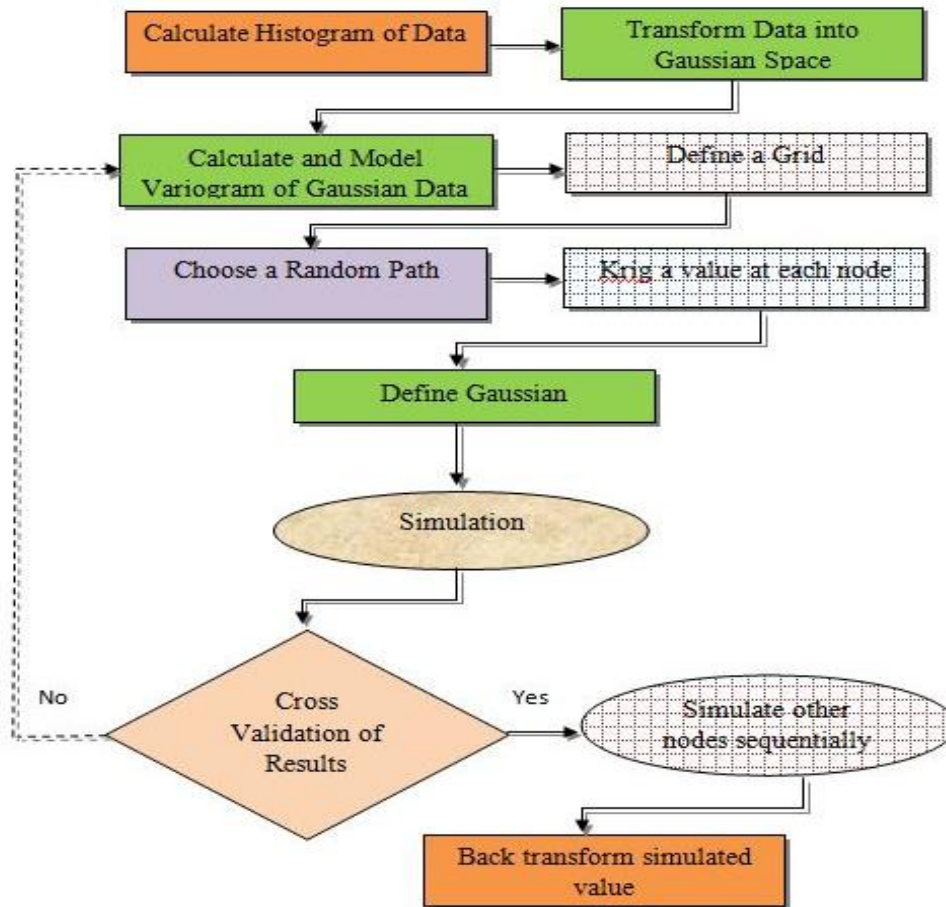 Calculate Histogram of Data
Transform Data into
Gaussian Space
Calculate and Model
Variogram of Gaussian Data
Define a Grid
Choose a Random Path
Krig a value at each node
Define Gaussian
Simulation
Cross
Validation of
Results
No
Yes
Simulate other
nodes sequentially
Back transform simulated
value